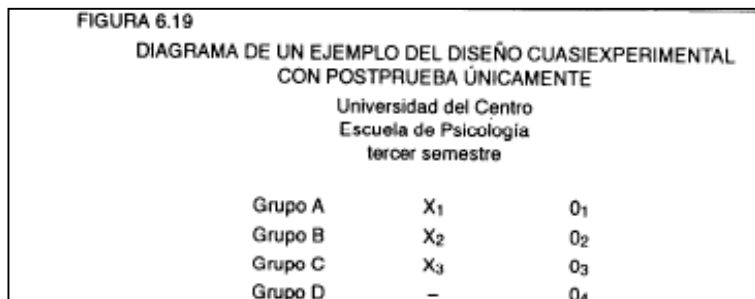 FIGURA 6.19
DIAGRAMA DE UN EJEMPLO DEL DISEÑO CUASIEXPERIMENTAL
CON POSTPRUEBA ÚNICAMENTE
Universidad del Centro
Escuela de Psicología
tercer semestre
Grupo A X₁ 0₁
Grupo B X₂ 0₂
Grupo C X₃ 0₃
Grupo D – 0₄